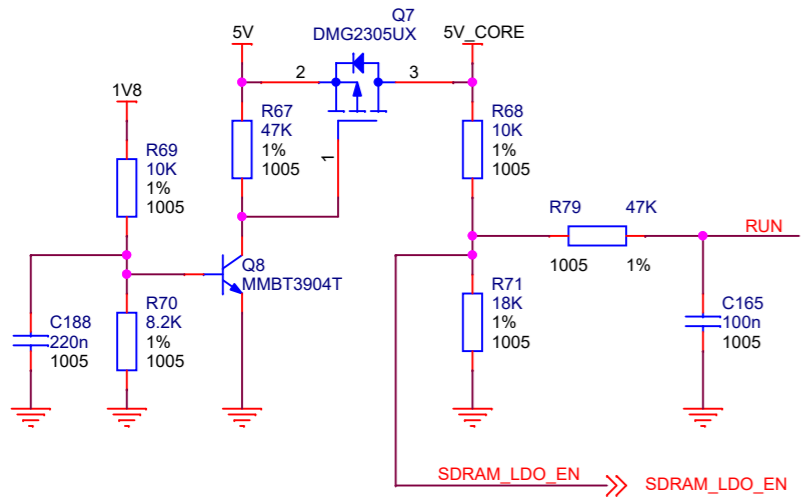 Q7
DMG2305UX
5V
5V_CORE
2
3
1
1V8
R67
47K
1%
1005
R68
10K
1%
1005
R69
10K
1%
1005
R79
47K
1005
1%
RUN
Q8
MMBT3904T
R70
8.2K
1%
1005
C188
220n
1005
R71
18K
1%
1005
C165
100n
1005
SDRAM_LDO_EN
SDRAM_LDO_EN